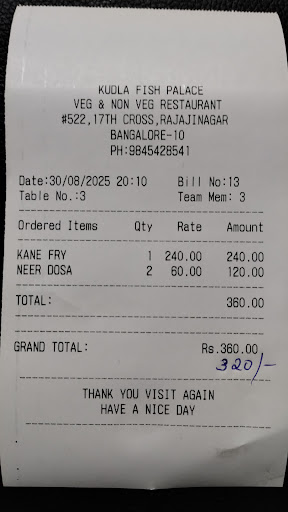 KUDLA FISH PALACE
VEG & NON VEG RESTAURANT
#522,17TH CROSS,RAJAJINAGAR
BANGALORE-10
PH:9845428541
Date:30/08/2025 20:10 Bill No:13
Table No.:3 Team Mem: 3
Ordered Items Qty Rate Amount
KANE FRY 1 240.00 240.00
NEER DOSA 2 60.00 120.00
TOTAL: 360.00
GRAND TOTAL: Rs.360.00
320/-
THANK YOU VISIT AGAIN
HAVE A NICE DAY